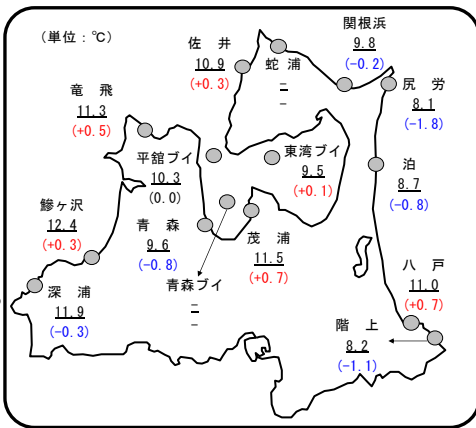 (単位：℃)
関根浜
9.8
(-0.2)
佐 井
10.9
(+0.3)
蛇 浦
－
－
尻 労
8.1
(-1.8)
竜 飛
11.3
(+0.5)
平舘ブイ
10.3
(0.0)
東湾ブイ
9.5
(+0.1)
泊
8.7
(-0.8)
鰺ヶ沢
12.4
(+0.3)
青 森
9.6
(-0.8)
茂 浦
11.5
(+0.7)
青森ブイ
－
－
八 戸
11.0
(+0.7)
深 浦
11.9
(-0.3)
階 上
8.2
(-1.1)